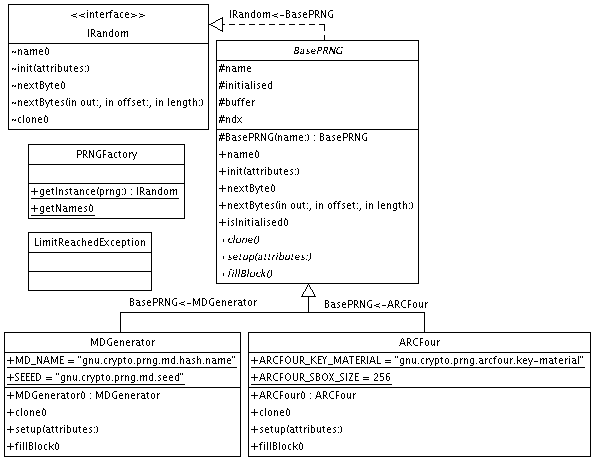 <<interface>>
IRandom
~name()
~init(attributes:)
~nextByte()
~nextBytes(in out:, in offset:, in length:)
~clone()
IRandom<-BasePRNG
BasePRNG
#name
#initialised
#buffer
#ndx
#BasePRNG(name:) : BasePRNG
+name()
+init(attributes:)
+nextByte()
+nextBytes(in out:, in offset:, in length:)
+isInitialised()
+clone()
+setup(attributes:)
+fillBlock()
PRNGFactory
+getInstance(prng:) : IRandom
+getNames()
LimitReachedException
BasePRNG<-MDGenerator
BasePRNG<-ARCFour
MDGenerator
+MD_NAME = "gnu.crypto.prng.md.hash.name"
+SEEED = "gnu.crypto.prng.md.seed"
+MDGenerator() : MDGenerator
+clone()
+setup(attributes:)
+fillBlock()
ARCFour
+ARCFOUR_KEY_MATERIAL = "gnu.crypto.prng.arcfour.key-material"
+ARCFOUR_SBOX_SIZE = 256
+ARCFour() : ARCFour
+clone()
+setup(attributes:)
+fillBlock()